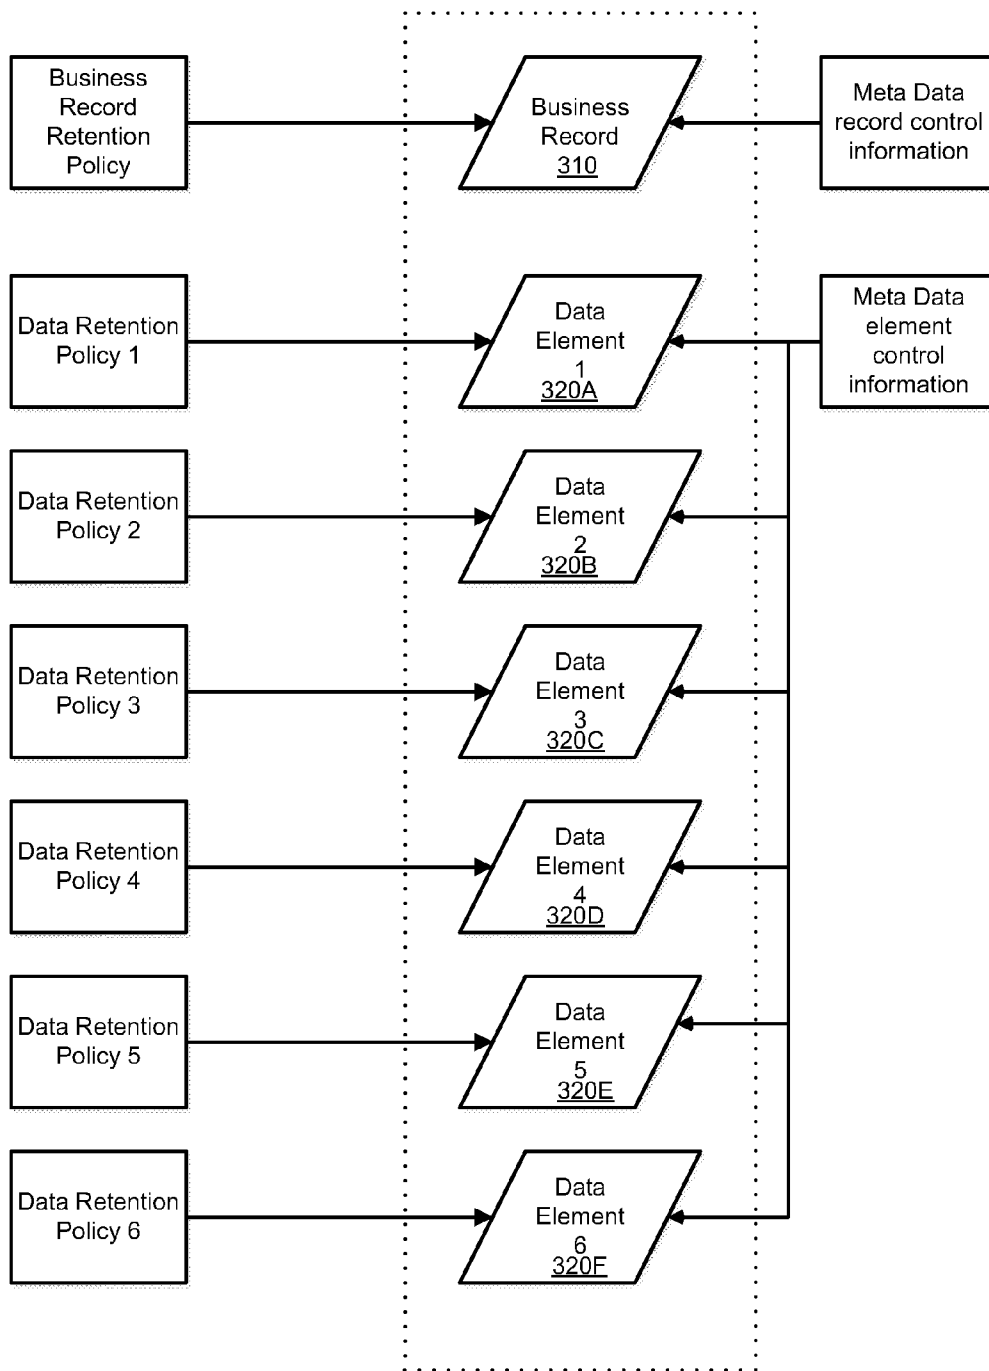 Business
Record
Retention
Policy
Business
Record
310
Meta Data
record control
information
Data Retention
Policy 1
Data
Element
1
320A
Meta Data
element
control
information
Data Retention
Policy 2
Data
Element
2
320B
Data Retention
Policy 3
Data
Element
3
320C
Data Retention
Policy 4
Data
Element
4
320D
Data Retention
Policy 5
Data
Element
5
320E
Data Retention
Policy 6
Data
Element
6
320F